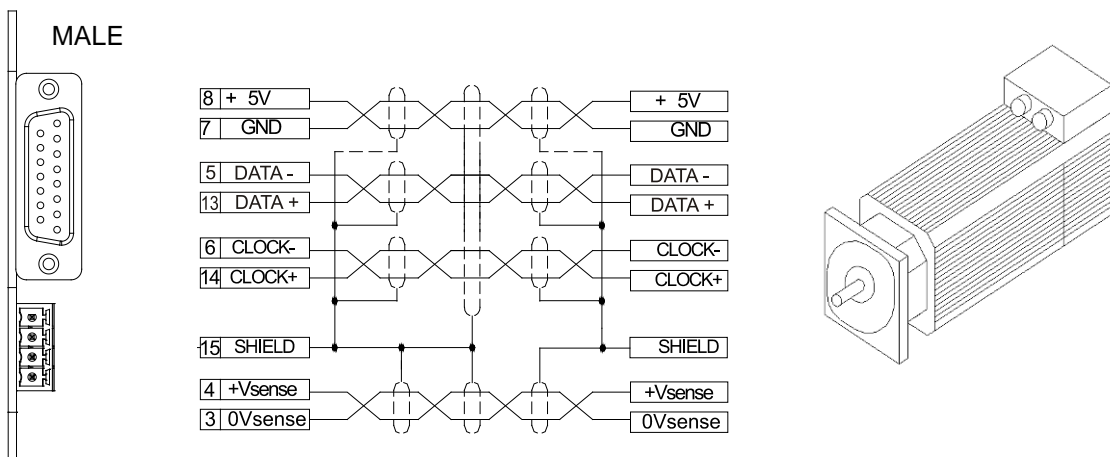 MALE
8 + 5V + 5V
7 GND GND
5 DATA - DATA -
13 DATA + DATA +
6 CLOCK- CLOCK-
14 CLOCK+ CLOCK+
15 SHIELD SHIELD
4 +Vsense +Vsense
3 0Vsense 0Vsense